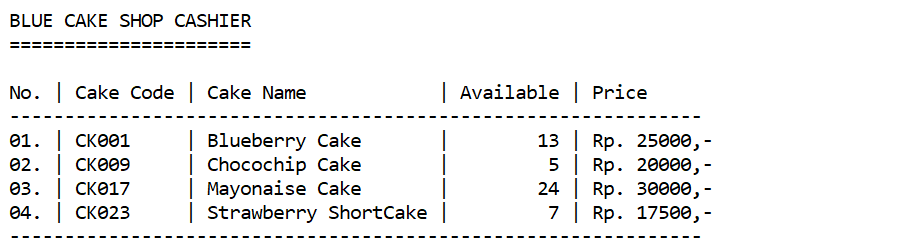 BLUE CAKE SHOP CASHIER
======================
No. | Cake Code | Cake Name            | Available | Price
---------------------------------------------------------------
01. | CK001     | Blueberry Cake       |        13 | Rp. 25000,-
02. | CK009     | Chocochip Cake       |         5 | Rp. 20000,-
03. | CK017     | Mayonaise Cake       |        24 | Rp. 30000,-
04. | CK023     | Strawberry ShortCake |         7 | Rp. 17500,-
---------------------------------------------------------------